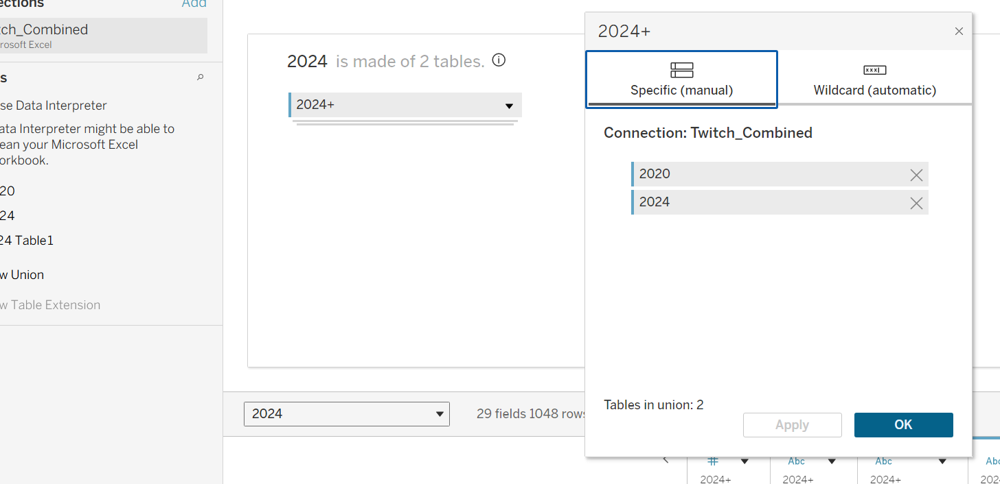 ections
Add
tch_Combined
rosoft Excel
s
se Data Interpreter
ata Interpreter might be able to
ean your Microsoft Excel
orkbook.
20
24
24 Table1
w Union
w Table Extension
2024 is made of 2 tables.
2024+
2024
29 fields 1048 rows
2024+
Specific (manual)
Wildcard (automatic)
Connection: Twitch_Combined
2020
2024
Tables in union: 2
Apply
OK
Abc
Abc
Abc
2024+
2024+
2024+
202